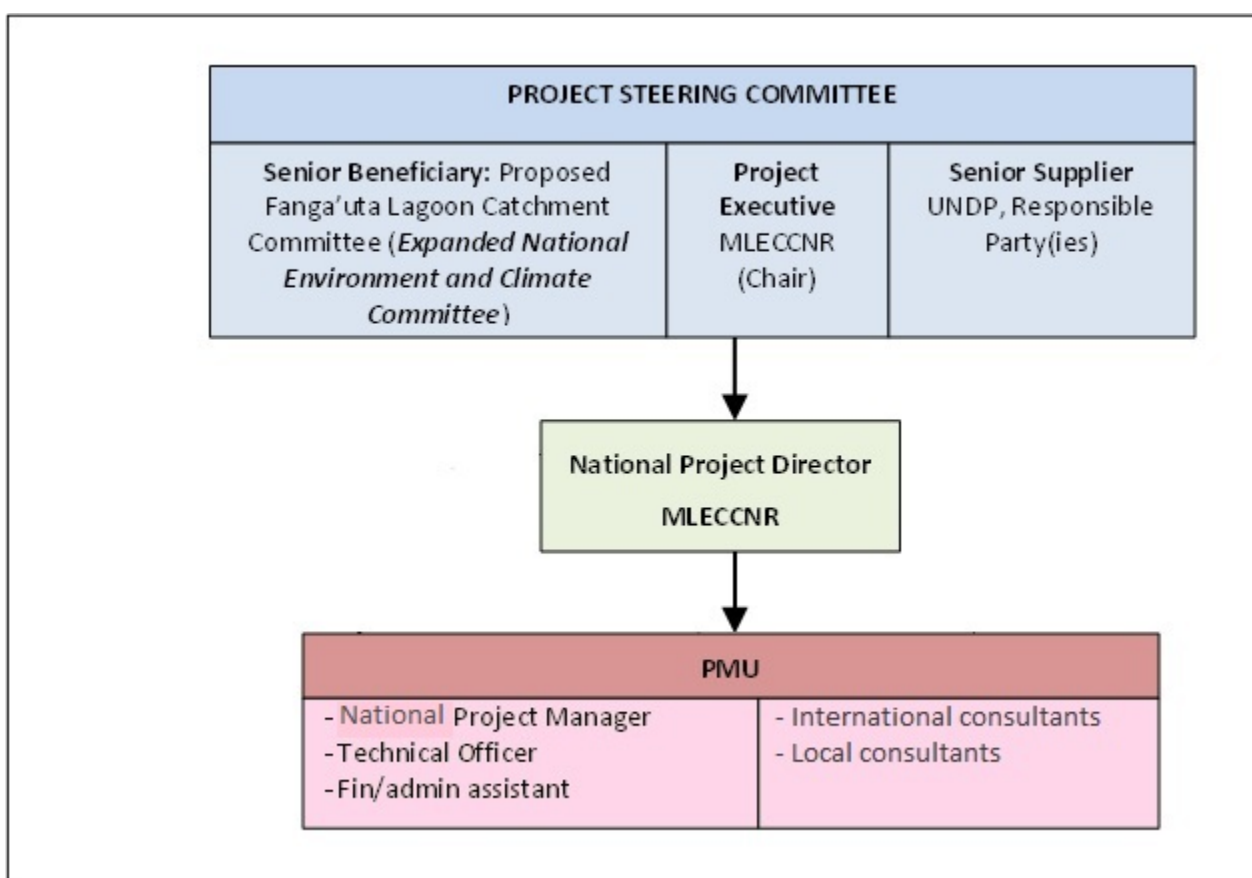 PROJECT STEERING COMMITTEE
Senior Beneficiary: Proposed
Fanga'uta Lagoon Catchment
Committee (Expanded National
Environment and Climate
Committee)
Project
Executive
MLECCNR
(Chair)
Senior Supplier
UNDP, Responsible
Party(ies)
National Project Director
MLECCNR
PMU
-National Project Manager
-Technical Officer
-Fin/admin assistant
- International consultants
- Local consultants